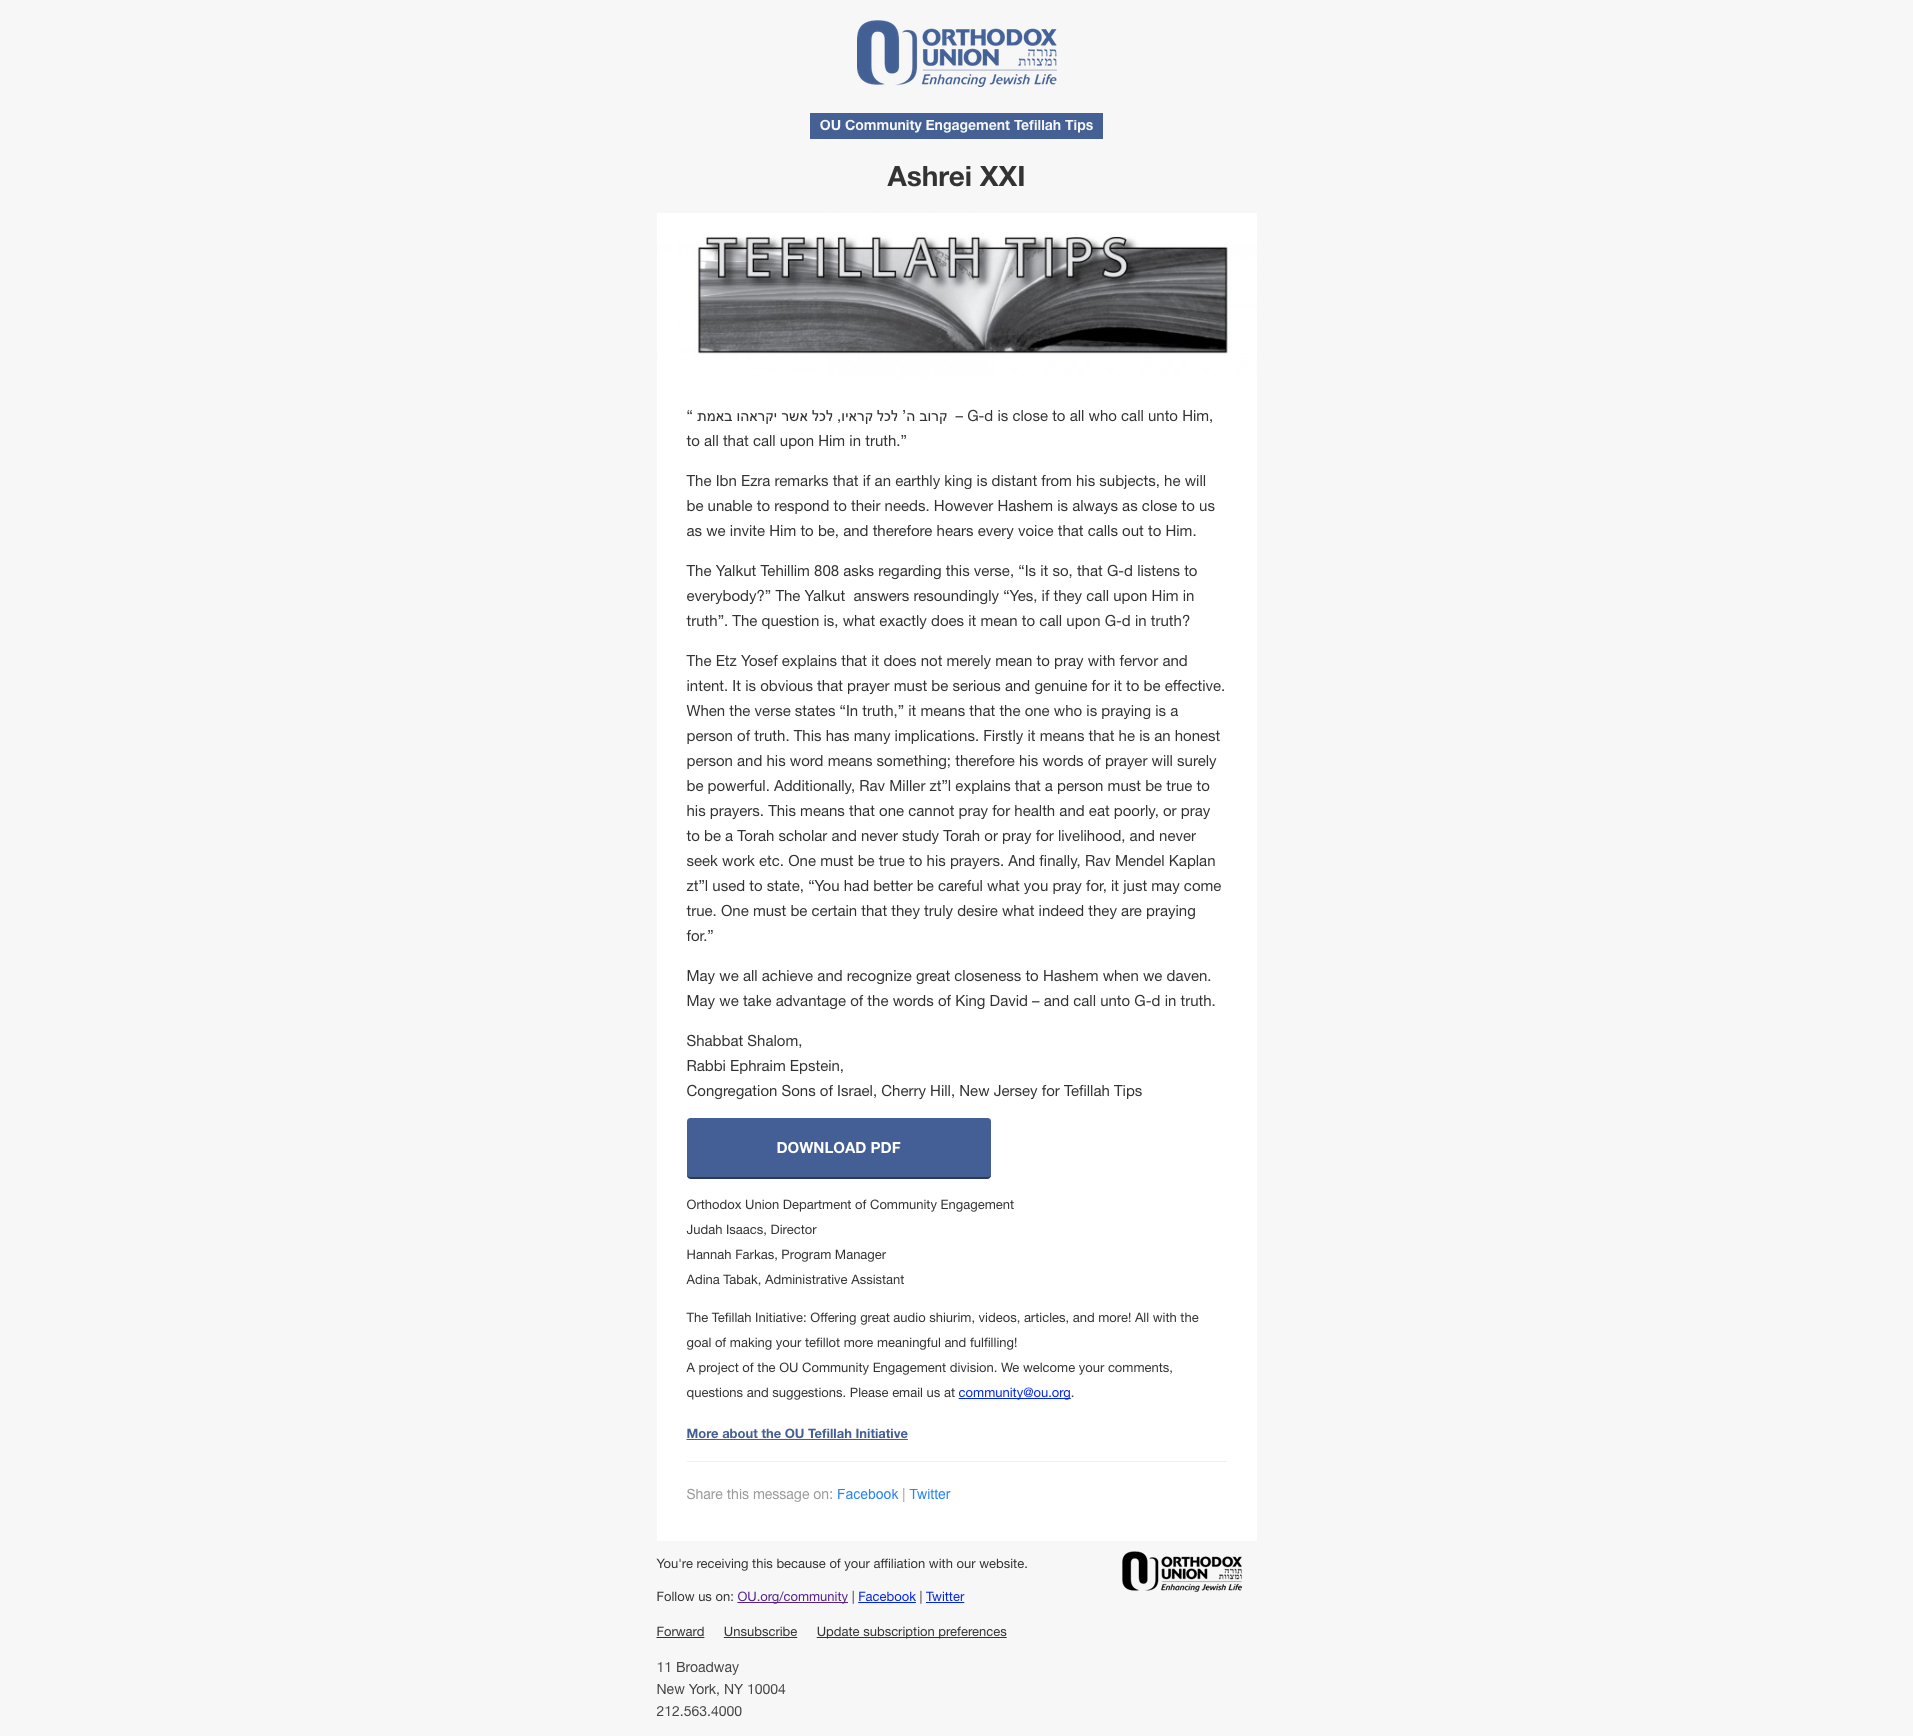 ORTHODOX
UNION תורה
ומצוות
Enhancing Jewish Life
OU Community Engagement Tefillah Tips
Ashrei XXI
TEFILLAH TIPS
“ קרוב ה’ לכל קראיו, לכל אשר יקראהו באמת – G-d is close to all who call unto Him,
to all that call upon Him in truth.”
The Ibn Ezra remarks that if an earthly king is distant from his subjects, he will
be unable to respond to their needs. However Hashem is always as close to us
as we invite Him to be, and therefore hears every voice that calls out to Him.
The Yalkut Tehillim 808 asks regarding this verse, “Is it so, that G-d listens to
everybody?” The Yalkut  answers resoundingly “Yes, if they call upon Him in
truth”. The question is, what exactly does it mean to call upon G-d in truth?
The Etz Yosef explains that it does not merely mean to pray with fervor and
intent. It is obvious that prayer must be serious and genuine for it to be effective.
When the verse states “In truth,” it means that the one who is praying is a
person of truth. This has many implications. Firstly it means that he is an honest
person and his word means something; therefore his words of prayer will surely
be powerful. Additionally, Rav Miller zt”l explains that a person must be true to
his prayers. This means that one cannot pray for health and eat poorly, or pray
to be a Torah scholar and never study Torah or pray for livelihood, and never
seek work etc. One must be true to his prayers. And finally, Rav Mendel Kaplan
zt”l used to state, “You had better be careful what you pray for, it just may come
true. One must be certain that they truly desire what indeed they are praying
for.”
May we all achieve and recognize great closeness to Hashem when we daven.
May we take advantage of the words of King David – and call unto G-d in truth.
Shabbat Shalom,
Rabbi Ephraim Epstein,
Congregation Sons of Israel, Cherry Hill, New Jersey for Tefillah Tips
DOWNLOAD PDF
Orthodox Union Department of Community Engagement
Judah Isaacs, Director
Hannah Farkas, Program Manager
Adina Tabak, Administrative Assistant
The Tefillah Initiative: Offering great audio shiurim, videos, articles, and more! All with the
goal of making your tefillot more meaningful and fulfilling!
A project of the OU Community Engagement division. We welcome your comments,
questions and suggestions. Please email us at community@ou.org.
More about the OU Tefillah Initiative
Share this message on: Facebook | Twitter
You're receiving this because of your affiliation with our website.
ORTHODOX
UNION תורה
ומצוות
Enhancing Jewish Life
Follow us on: OU.org/community | Facebook | Twitter
Forward Unsubscribe Update subscription preferences
11 Broadway
New York, NY 10004
212.563.4000